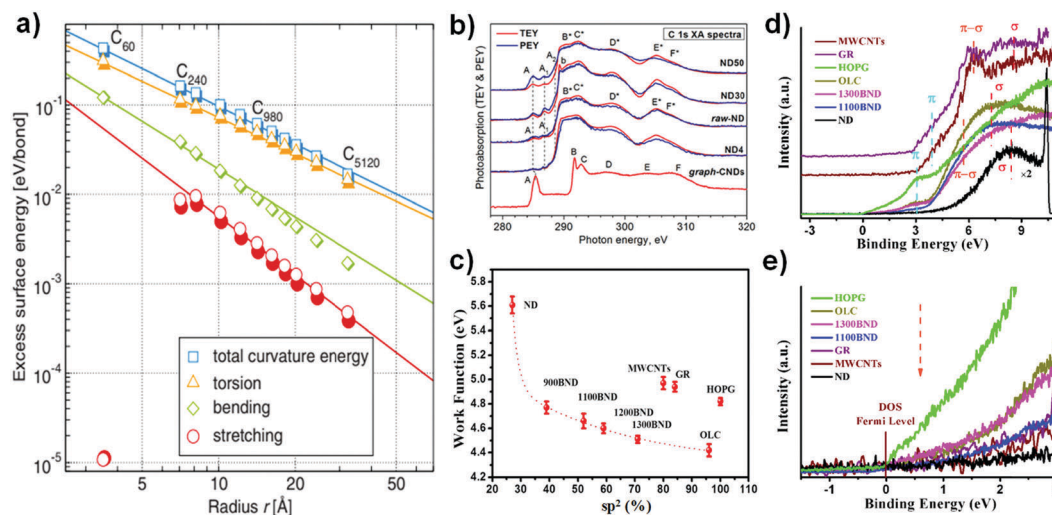 a)
Excess surface energy [eV/bond]
10⁻¹
10⁻²
10⁻³
10⁻⁴
10⁻⁵
C₆₀
C₂₄₀
C₉₈₀
C₅₁₂₀
total curvature energy
torsion
bending
stretching
5
10
20
50
Radius r [Å]
b)
Photoabsorption (TEY & PEY)
TEY
PEY
C 1s XA spectra
B* C*
D*
E*
F*
A
A₁
A₂
b
ND50
B* C*
D*
E* F*
ND30
raw-ND
A
ND4
graph-CNDs
A
B
C
D
E
F
280
290
300
310
320
Photon energy, eV
c)
Work Function (eV)
5.6
5.4
5.2
5.0
4.8
4.6
4.4
4.2
ND
900BND
1100BND
1200BND
1300BND
MWCNTs
GR
HOPG
OLC
20
30
40
50
60
70
80
90
100
sp² (%)
d)
Intensity (a.u.)
MWCNTs
GR
HOPG
OLC
1300BND
1100BND
ND
π
π
π–σ
σ
σ
π–σ
σ
×2
-3
0
3
6
9
Binding Energy (eV)
e)
Intensity (a.u.)
HOPG
OLC
1300BND
1100BND
GR
MWCNTs
ND
DOS
Fermi Level
-1
0
1
2
Binding Energy (eV)